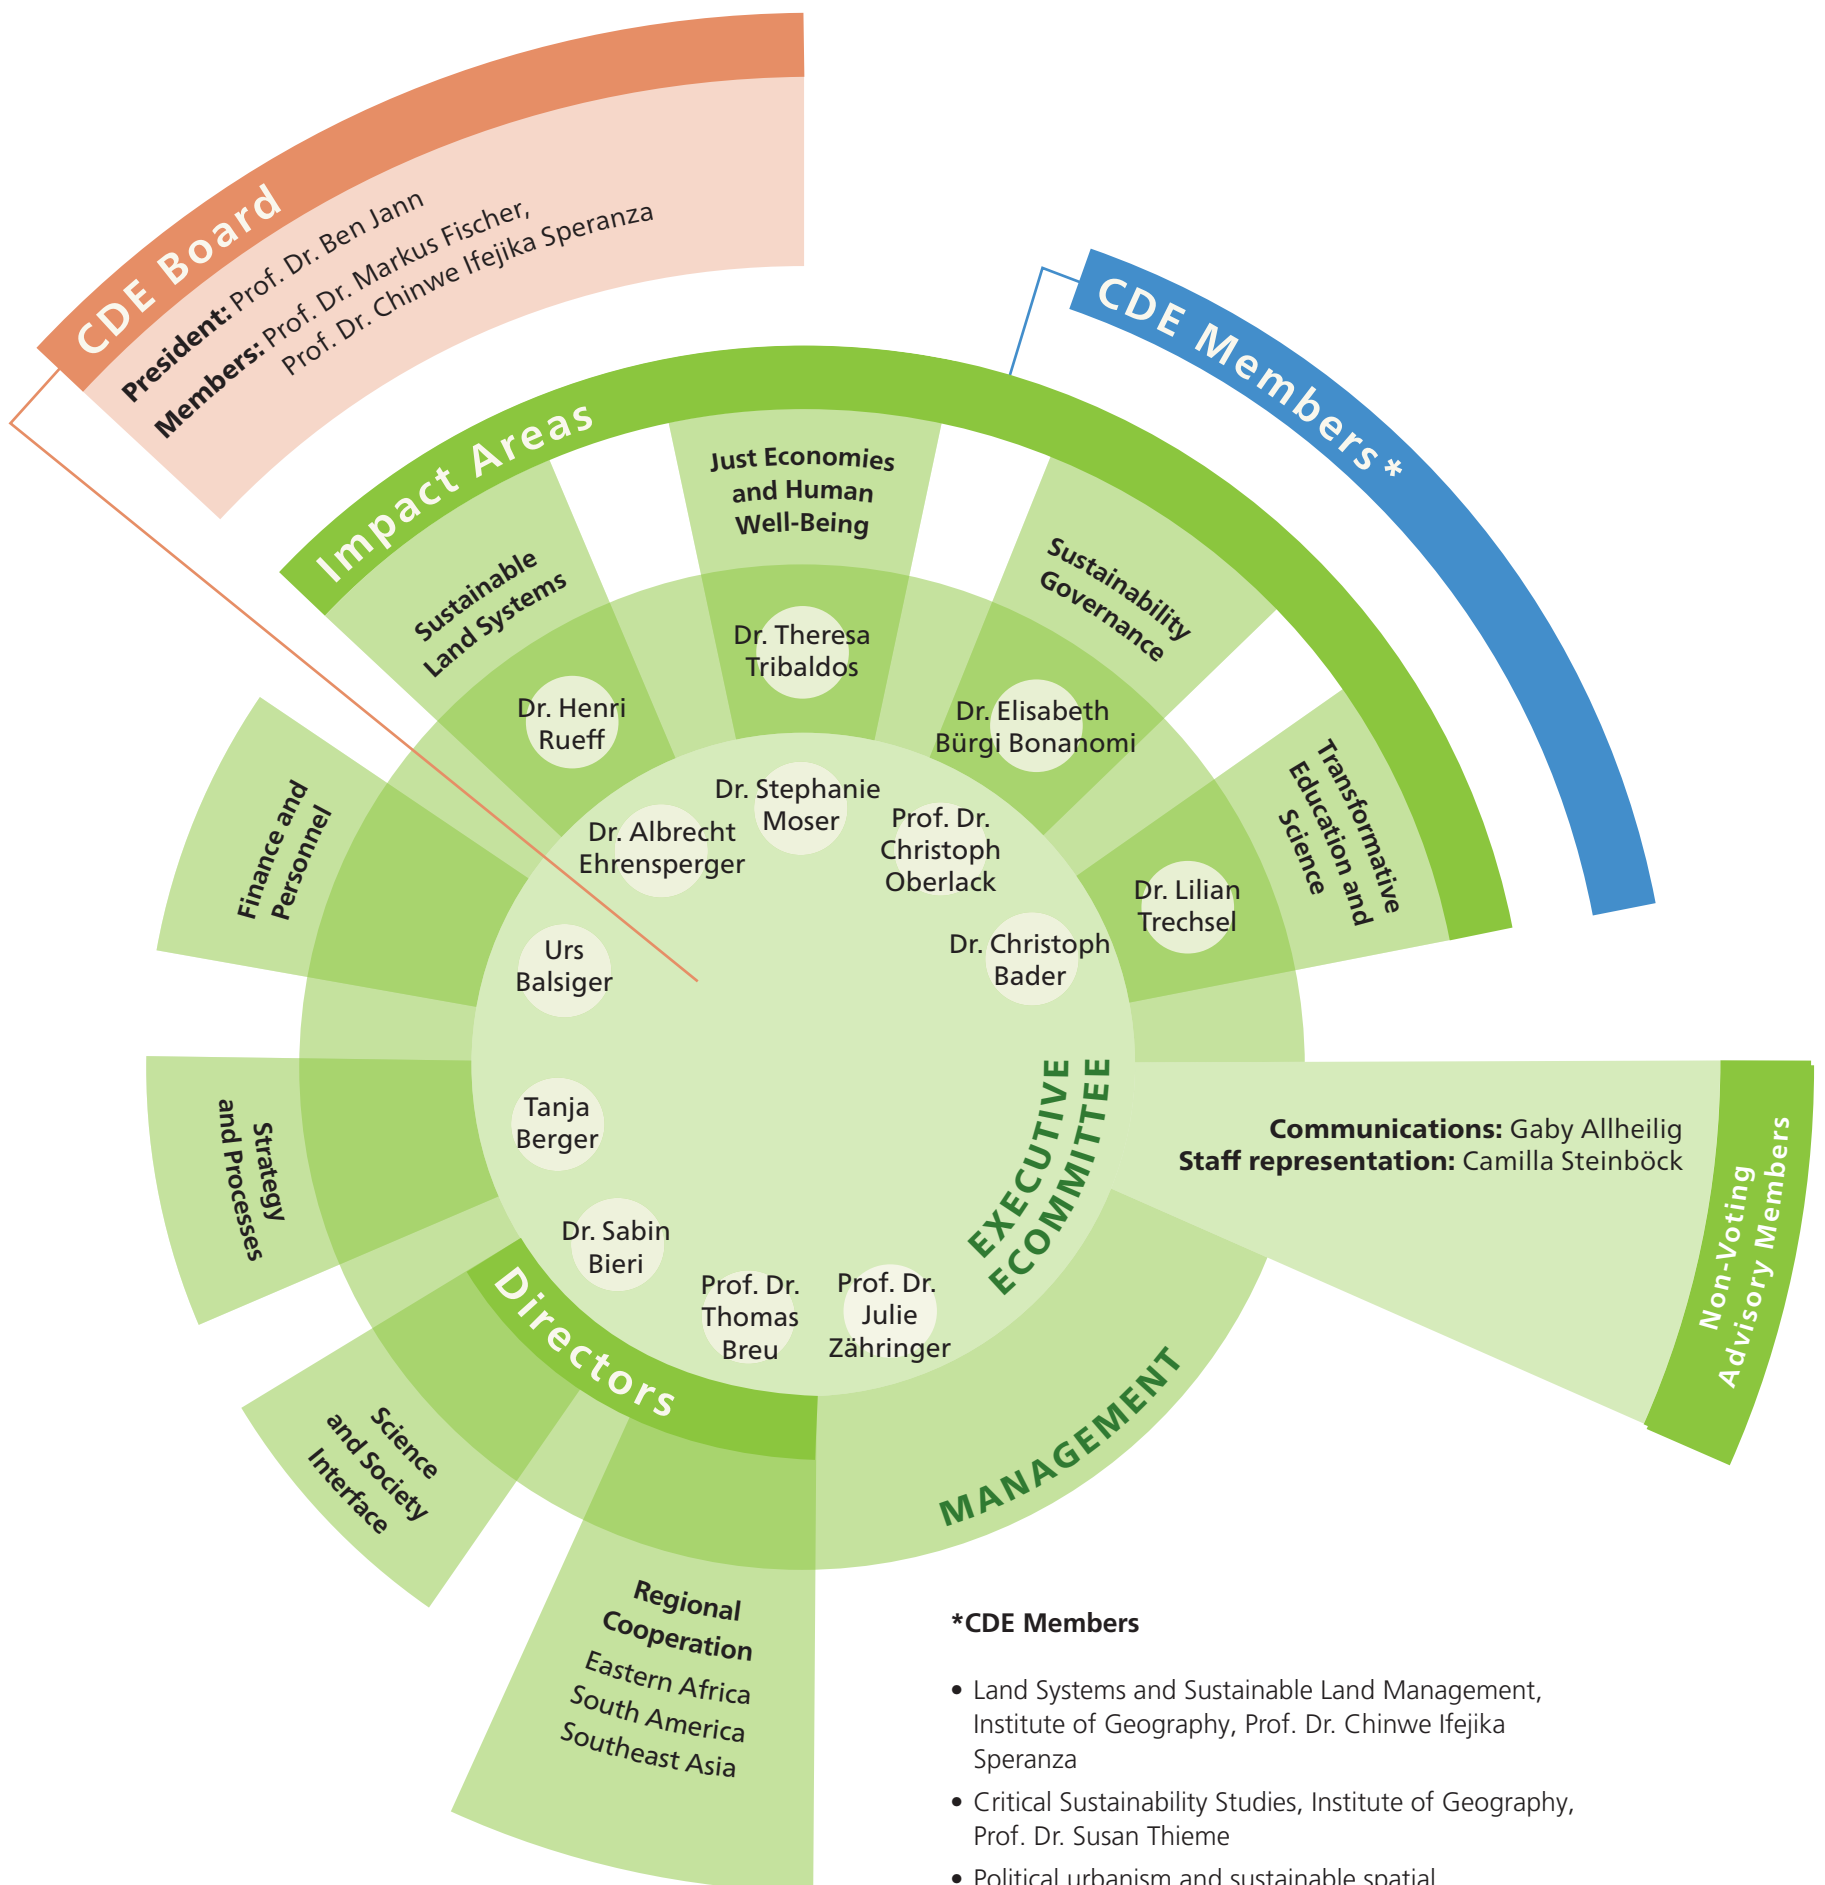 CDE Board
President: Prof. Dr. Ben Jann
Members: Prof. Dr. Markus Fischer,
Prof. Dr. Chinwe Ifejika Speranza
CDE Members*
Impact Areas
Sustainable
Land Systems
Just Economies
and Human
Well-Being
Sustainability
Governance
Transformative
Education and
Science
Dr. Henri
Rueff
Dr. Theresa
Tribaldos
Dr. Elisabeth
Bürgi Bonanomi
Dr. Lilian
Trechsel
Finance and
Personnel
Strategy
and Processes
Science
and Society
Interface
Regional
Cooperation
Eastern Africa
South America
Southeast Asia
Dr. Albrecht
Ehrensperger
Dr. Stephanie
Moser
Prof. Dr.
Christoph
Oberlack
Dr. Christoph
Bader
Urs
Balsiger
Tanja
Berger
Dr. Sabin
Bieri
Prof. Dr.
Thomas
Breu
Prof. Dr.
Julie
Zähringer
Directors
EXECUTIVE
ECOMMITTEE
MANAGEMENT
Communications: Gaby Allheilig
Staff representation: Camilla Steinböck
Non-Voting
Advisory Members
*CDE Members
• Land Systems and Sustainable Land Management,
Institute of Geography, Prof. Dr. Chinwe Ifejika
Speranza
• Critical Sustainability Studies, Institute of Geography,
Prof. Dr. Susan Thieme
• Political urbanism and sustainable spatial